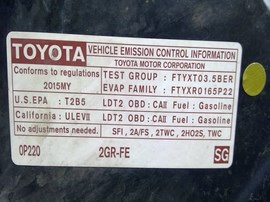 TOYOTA VEHICLE EMISSION CONTROL INFORMATION
TOYOTA MOTOR CORPORATION
Conforms to regulations
2015MY
TEST GROUP : FTYXT03.5BER
EVAP FAMILY : FTYXR0165P22
U.S.EPA : T2B5 LDT2 OBD:CAII Fuel : Gasoline
California: ULEVII LDT2 OBD:CAII Fuel : Gasoline
No adjustments needed. SFI , 2A/FS , 2TWC , 2HO2S, TWC
0P220 2GR-FE SG